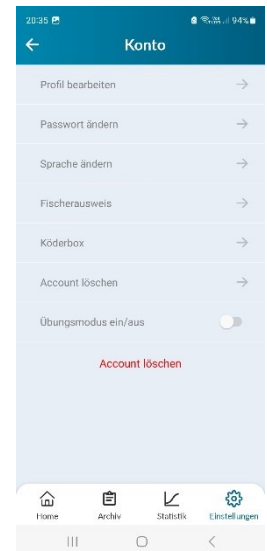 20:35 94%
Konto
Profil bearbeiten
Passwort ändern
Sprache ändern
Fischerausweis
Köderbox
Account löschen
Übungsmodus ein/aus
Account löschen
Home Archiv Statistik Einstellungen